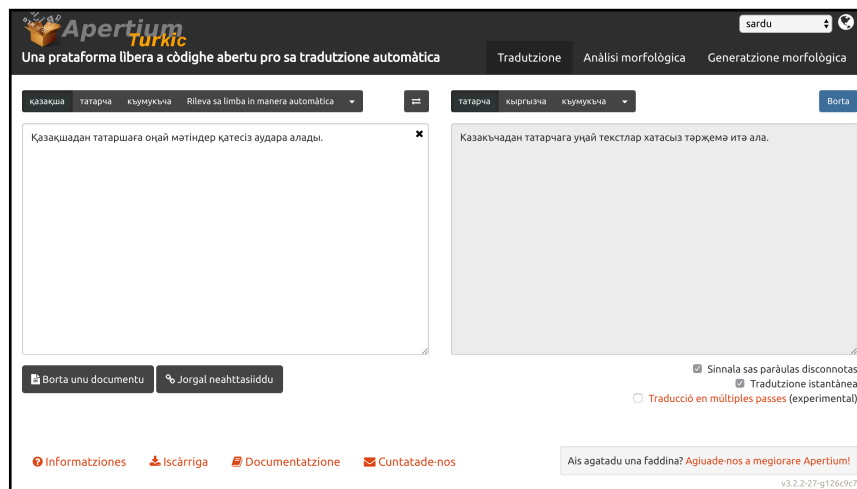 Apertium
Turkic
sardu
Una prataforma lìbera a còdighe abertu pro sa tradutzione automàtica
Tradutzione
Anàlisi morfològica
Generatzione morfològica
қазақша
татарча
къумукъча
Rileva sa limba in manera automàtica
татарча
кыргызча
къумукъча
Borta
Қазақшадан татаршаға оңай мәтіндер қатесіз аудара алады.
Казакъчадан татарчага уңай текстлар хатасыз тәрҗемә итә ала.
Borta unu documentu
Jorgal neahttasiiddu
Sinnala sas paràulas disconnotas
Tradutzione istantànea
Traducció en múltiples passes (experimental)
Informatziones
Iscàrriga
Documentatzione
Cuntatade·nos
Ais agatadu una faddina? Agiuade·nos a megiorare Apertium!
v3.2.2-27-g126c9c7